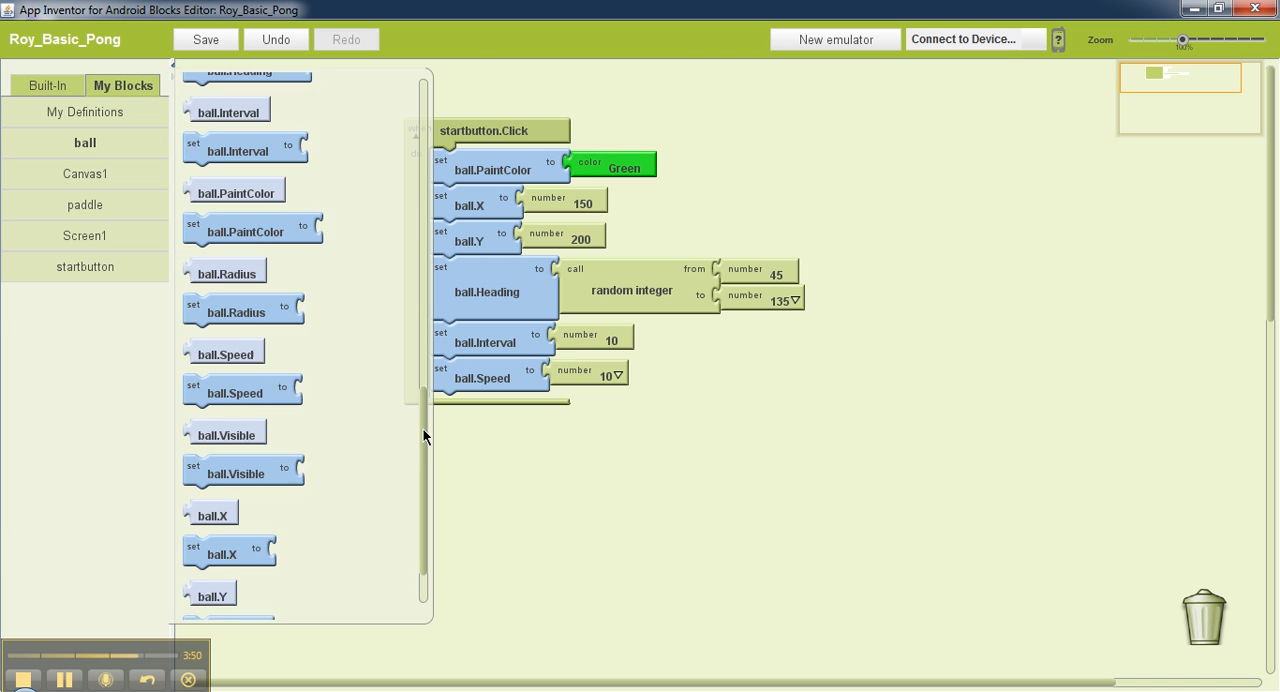 App Inventor for Android Blocks Editor: Roy_Basic_Pong
Roy_Basic_Pong
Save
Undo
Redo
New emulator
Connect to Device...
?
Zoom
100%
Built-In
My Blocks
My Definitions
ball
Canvas1
paddle
Screen1
startbutton
ball.Heading
ball.Interval
set ball.Interval to
ball.PaintColor
set ball.PaintColor to
ball.Radius
set ball.Radius to
ball.Speed
set ball.Speed to
ball.Visible
set ball.Visible to
ball.X
set ball.X to
ball.Y
when startbutton.Click
do
set ball.PaintColor to color Green
set ball.X to number 150
set ball.Y to number 200
set ball.Heading to call random integer from number 45
to number 135
set ball.Interval to number 10
set ball.Speed to number 10
3:50